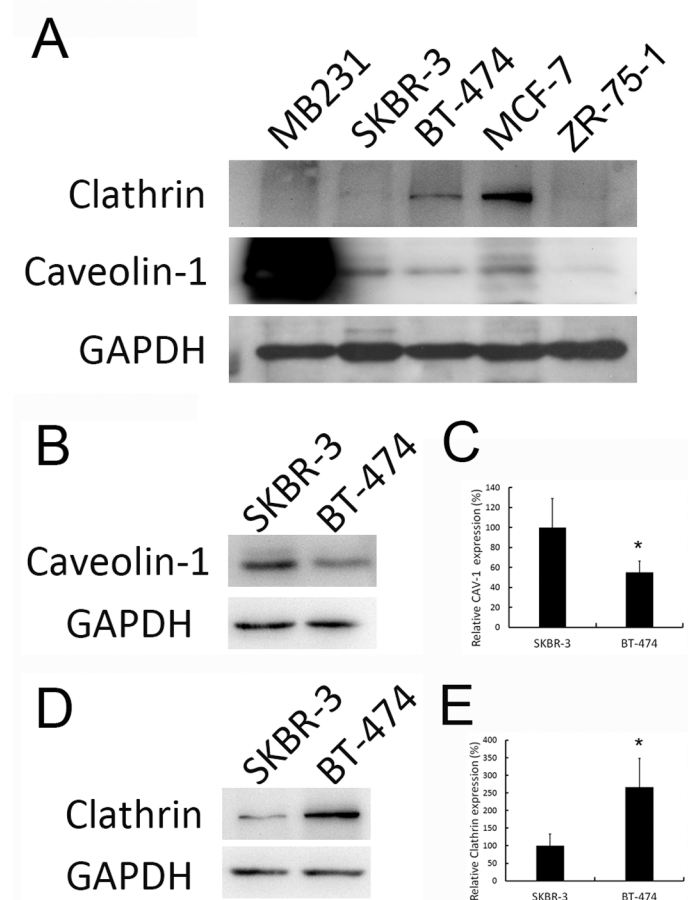 A
MB231
SKBR-3
BT-474
MCF-7
ZR-75-1
Clathrin
Caveolin-1
GAPDH
B
SKBR-3
BT-474
Caveolin-1
GAPDH
C
Relative CAV-1 expression (%)
140
120
100
80
60
40
20
0
*
SKBR-3
BT-474
D
SKBR-3
BT-474
Clathrin
GAPDH
E
Relative Clathrin expression (%)
400
350
300
250
200
150
100
50
0
*
SKBR-3
BT-474